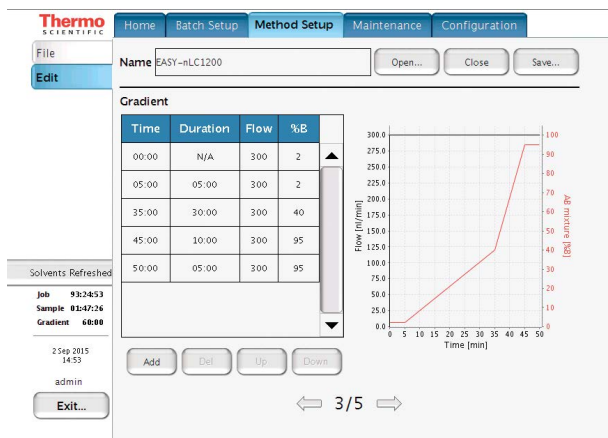 Thermo
SCIENTIFIC
Home
Batch Setup
Method Setup
Maintenance
Configuration
File
Edit
Name EASY-nLC1200
Open...
Close
Save...
Gradient
Time Duration Flow %B
00:00 N/A 300 2
05:00 05:00 300 2
35:00 30:00 300 40
45:00 10:00 300 95
50:00 05:00 300 95
Flow [nl/min]
300.0
275.0
250.0
225.0
200.0
175.0
150.0
125.0
100.0
75.0
50.0
25.0
0.0
0 5 10 15 20 25 30 35 40 45 50
Time [min]
100
90
80
70
60
50
40
30
20
10
0
AB mixture [%B]
Solvents Refreshed
Job 93:24:53
Sample 01:47:26
Gradient 60:00
2 Sep 2015
14:53
admin
Exit...
Add
Del
Up
Down
3/5